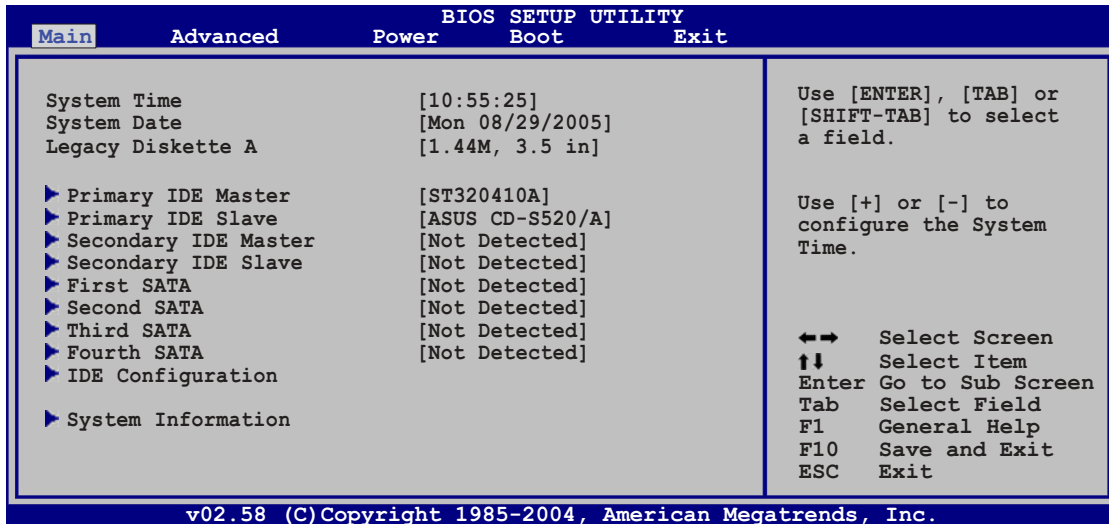 BIOS SETUP UTILITY
Main Advanced Power Boot Exit
System Time [10:55:25]
System Date [Mon 08/29/2005]
Legacy Diskette A [1.44M, 3.5 in]
Primary IDE Master [ST320410A]
Primary IDE Slave [ASUS CD-S520/A]
Secondary IDE Master [Not Detected]
Secondary IDE Slave [Not Detected]
First SATA [Not Detected]
Second SATA [Not Detected]
Third SATA [Not Detected]
Fourth SATA [Not Detected]
IDE Configuration
System Information
Use [ENTER], [TAB] or
[SHIFT-TAB] to select
a field.
Use [+] or [-] to
configure the System
Time.
Select Screen
Select Item
Enter Go to Sub Screen
Tab Select Field
F1 General Help
F10 Save and Exit
ESC Exit
v02.58 (C)Copyright 1985-2004, American Megatrends, Inc.